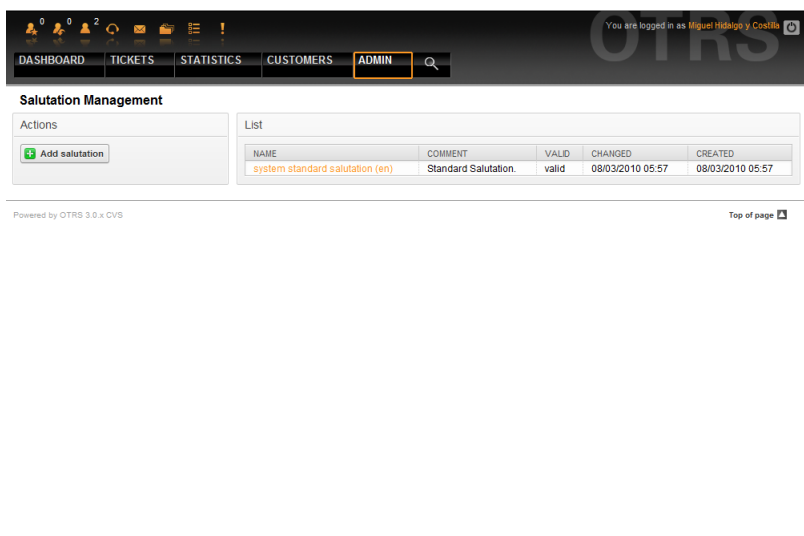 0 0 2
OTRS
You are logged in as Miguel Hidalgo y Costilla
DASHBOARD TICKETS STATISTICS CUSTOMERS ADMIN
Salutation Management
Actions
Add salutation
List
NAME COMMENT VALID CHANGED CREATED
system standard salutation (en) Standard Salutation. valid 08/03/2010 05:57 08/03/2010 05:57
Powered by OTRS 3.0.x CVS
Top of page